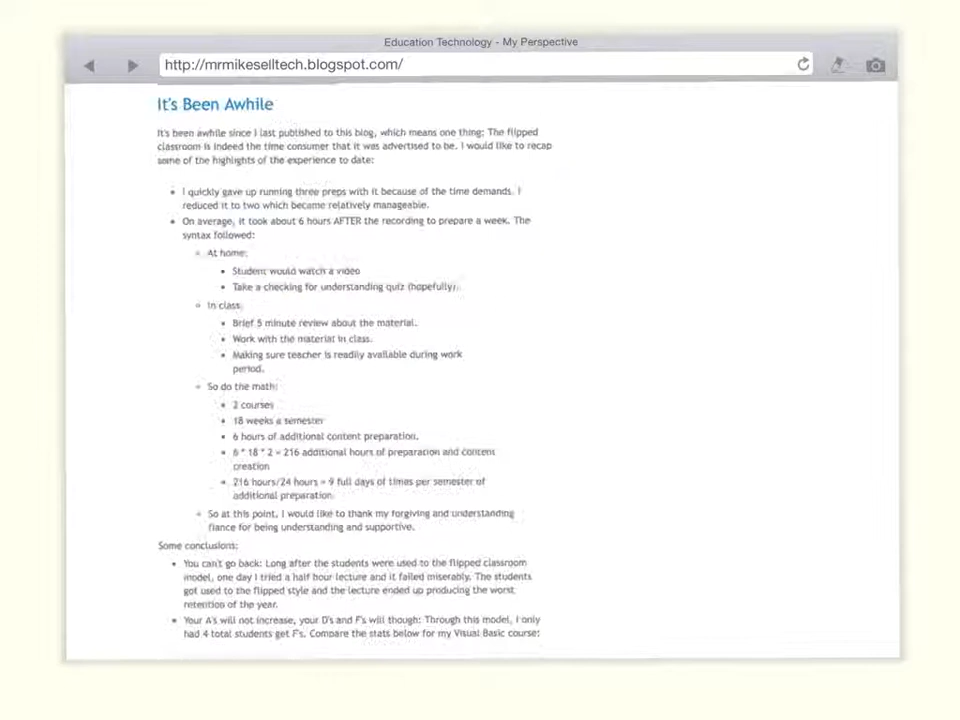 Education Technology - My Perspective
http://mrmikeselltech.blogspot.com/
It's Been Awhile
It's been awhile since I last published to this blog, which means one thing: The flipped
classroom is indeed the time consumer that it was advertised to be. I would like to recap
some of the highlights of the experience to date:
I quickly gave up running three preps with it because of the time demands. I
reduced it to two which became relatively manageable.
On average, it took about 6 hours AFTER the recording to prepare a week. The
syntax followed:
At home:
Student would watch a video
Take a checking for understanding quiz (hopefully).
In class:
Brief 5 minute review about the material.
Work with the material in class.
Making sure teacher is readily available during work
period.
So do the math:
2 courses
18 weeks a semester
6 hours of additional content preparation.
6 * 18 * 2 = 216 additional hours of preparation and content
creation
216 hours/24 hours = 9 full days of times per semester of
additional preparation.
So at this point, I would like to thank my forgiving and understanding
fiance for being understanding and supportive.
Some conclusions:
You can't go back: Long after the students were used to the flipped classroom
model, one day I tried a half hour lecture and it failed miserably. The students
got used to the flipped style and the lecture ended up producing the worst
retention of the year.
Your A's will not increase, your D's and F's will though: Through this model, I only
had 4 total students get F's. Compare the stats below for my Visual Basic course: